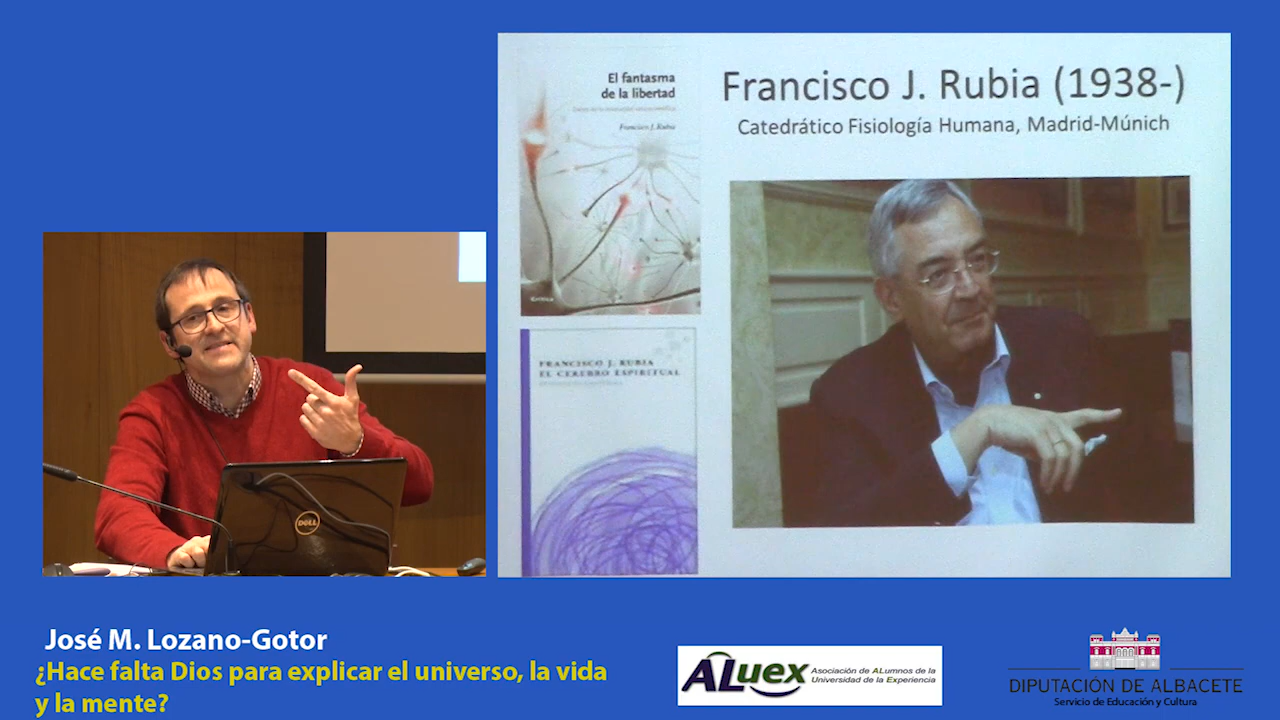 El fantasma
de la libertad
Francisco J. Rubia
Crítica
FRANCISCO J. RUBIA
EL CEREBRO ESPIRITUAL
Francisco J. Rubia (1938-)
Catedrático Fisiología Humana, Madrid-Múnich
DELL
José M. Lozano-Gotor
¿Hace falta Dios para explicar el universo, la vida
y la mente?
ALuex
Asociación de ALumnos de la
Universidad de la Experiencia
DIPUTACIÓN DE ALBACETE
Servicio de Educación y Cultura